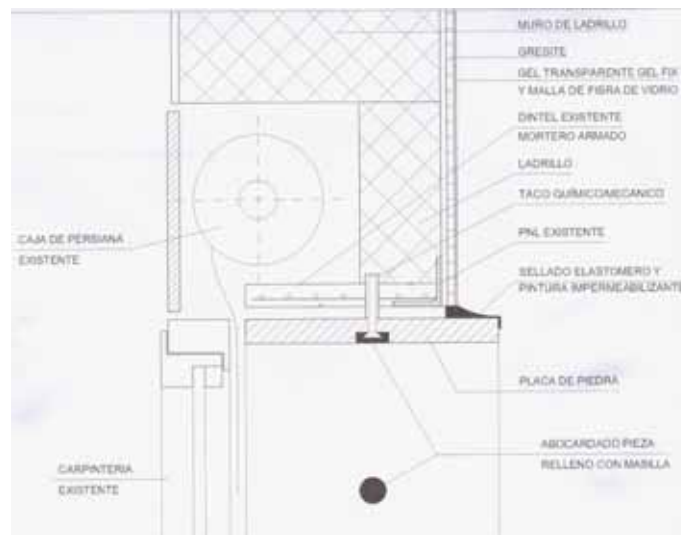 MURO DE LADRILLO
GRESITE
GEL TRANSPARENTE GEL FIX
Y MALLA DE FIBRA DE VIDRIO
DINTEL EXISTENTE
MORTERO ARMADO
LADRILLO
TACO QUÍMICO/MECÁNICO
CAJA DE PERSIANA
EXISTENTE
PNL EXISTENTE
SELLADO ELASTOMERO Y
PINTURA IMPERMEABILIZANTE
PLACA DE PIEDRA
ABOCARDADO PIEZA
RELLENO CON MASILLA
CARPINTERIA
EXISTENTE